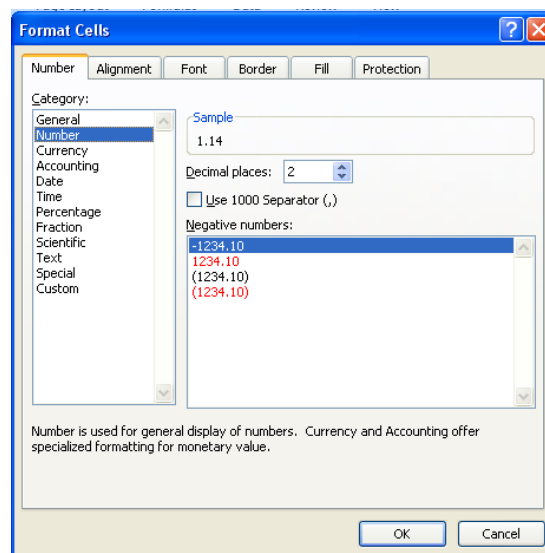 Format Cells
Number Alignment Font Border Fill Protection
Category:
General
Number
Currency
Accounting
Date
Time
Percentage
Fraction
Scientific
Text
Special
Custom
Sample
1.14
Decimal places: 2
Use 1000 Separator (,)
Negative numbers:
-1234.10
1234.10
(1234.10)
(1234.10)
Number is used for general display of numbers. Currency and Accounting offer
specialized formatting for monetary value.
OK Cancel